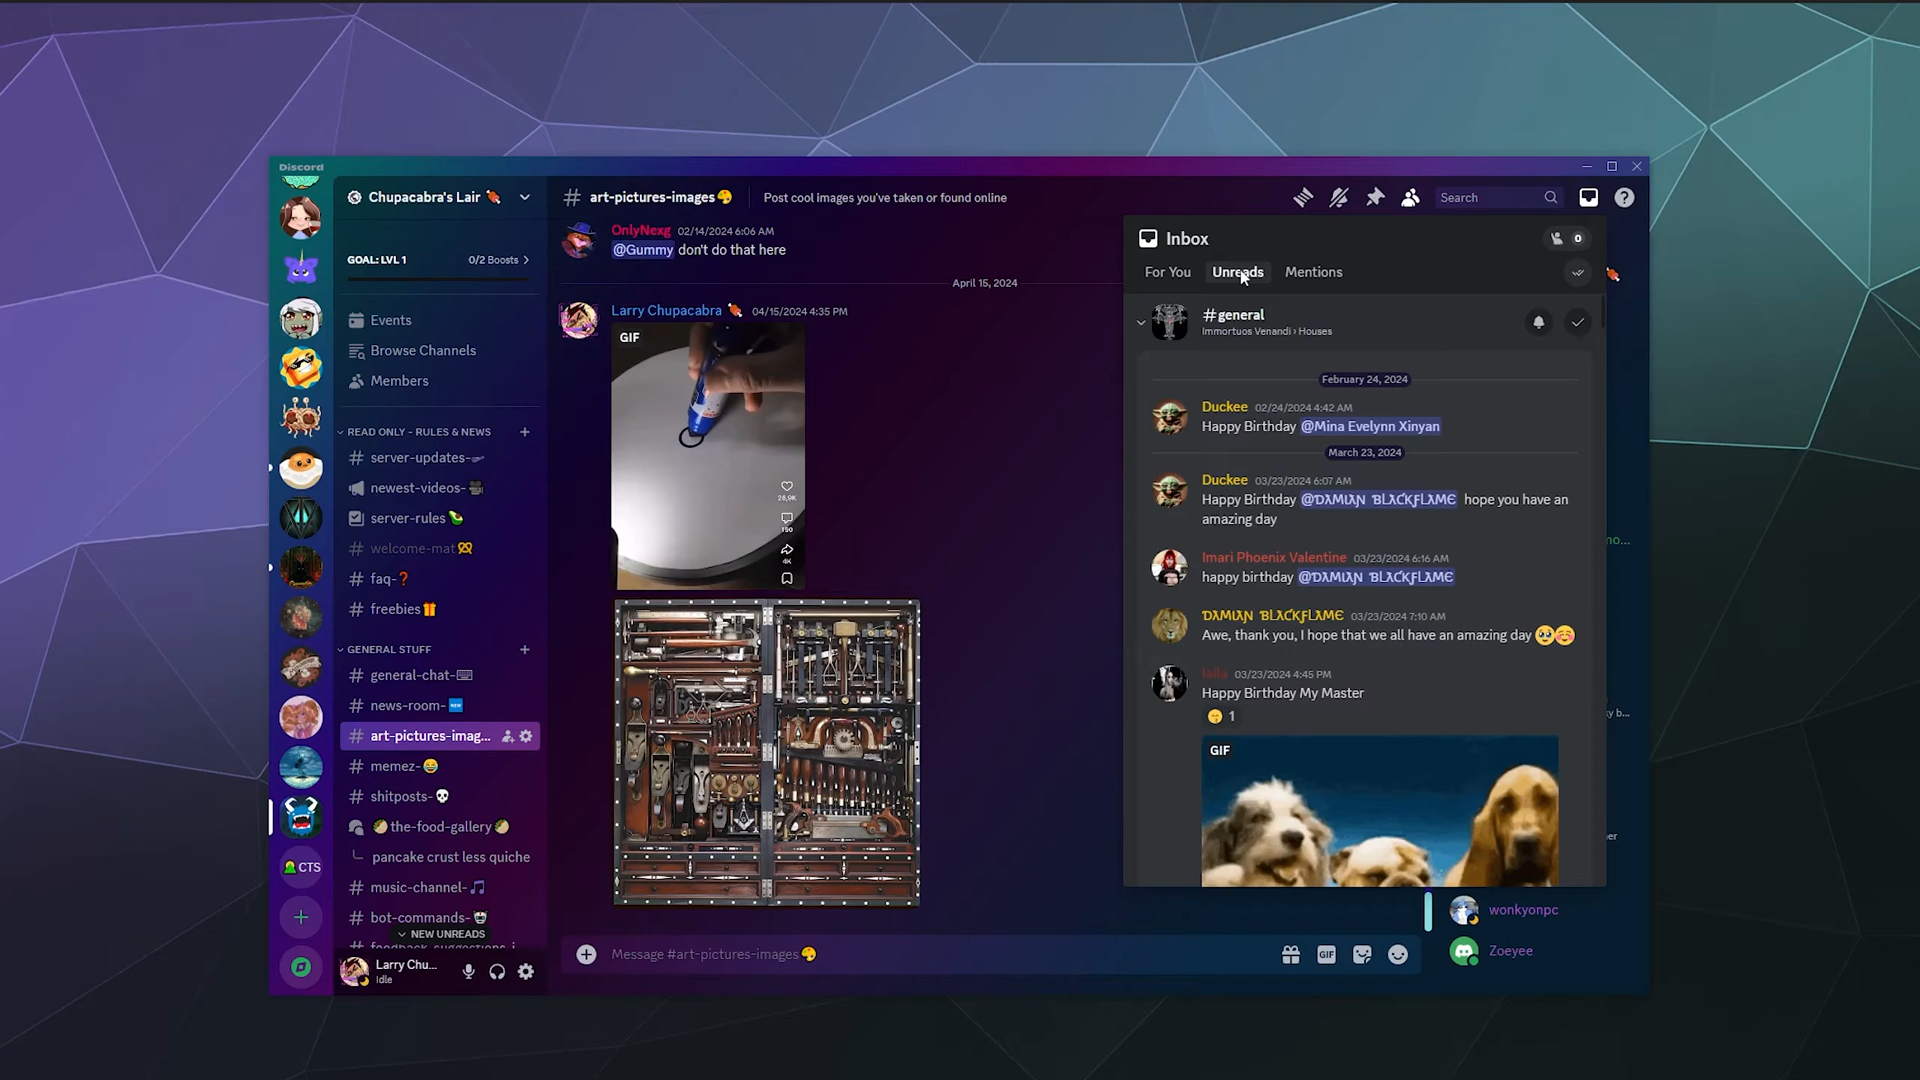 Discord
Chupacabra's Lair
GOAL: LVL 1
0/2 Boosts
Events
Browse Channels
Members
READ ONLY - RULES & NEWS
server-updates-
newest-videos-
server-rules
welcome-mat
faq-❓
freebies🎁
GENERAL STUFF
general-chat-
news-room-🆕
art-pictures-imag...
memez-😂
shitposts-💀
🥙the-food-gallery🥙
pancake crust less quiche
music-channel-🎵
bot-commands-
NEW UNREADS
Larry Chu...
Idle
CTS
# art-pictures-images
Post cool images you've taken or found online
Search
OnlyNexg 02/14/2024 6:06 AM
@Gummy don't do that here
April 15, 2024
Larry Chupacabra 04/15/2024 4:35 PM
GIF
4K
Message #art-pictures-images
GIF
Inbox
0
For You
Unreads
Mentions
#general
Immortuos Venandi › Houses
February 24, 2024
Duckee 02/24/2024 4:42 AM
Happy Birthday @Mina Evelynn Xinyan
March 23, 2024
Duckee 03/23/2024 6:07 AM
Happy Birthday @DAMIAN BLACKFLAME hope you have an
amazing day
Imari Phoenix Valentine 03/23/2024 6:16 AM
happy birthday @DAMIAN BLACKFLAME
DAMIAN BLACKFLAME 03/23/2024 7:10 AM
Awe, thank you, I hope that we all have an amazing day 🥹☺️
03/23/2024 4:45 PM
Happy Birthday My Master
1
GIF
no...
ky b...
her
wonkyonpc
Zoeyee